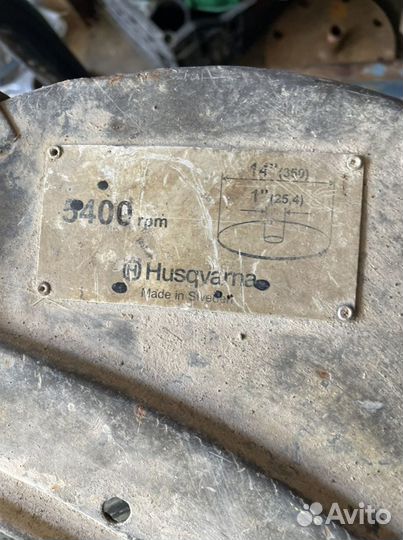 14"(350)
1"(25,4)
5400 rpm
Husqvarna
Made in Sweden
Avito